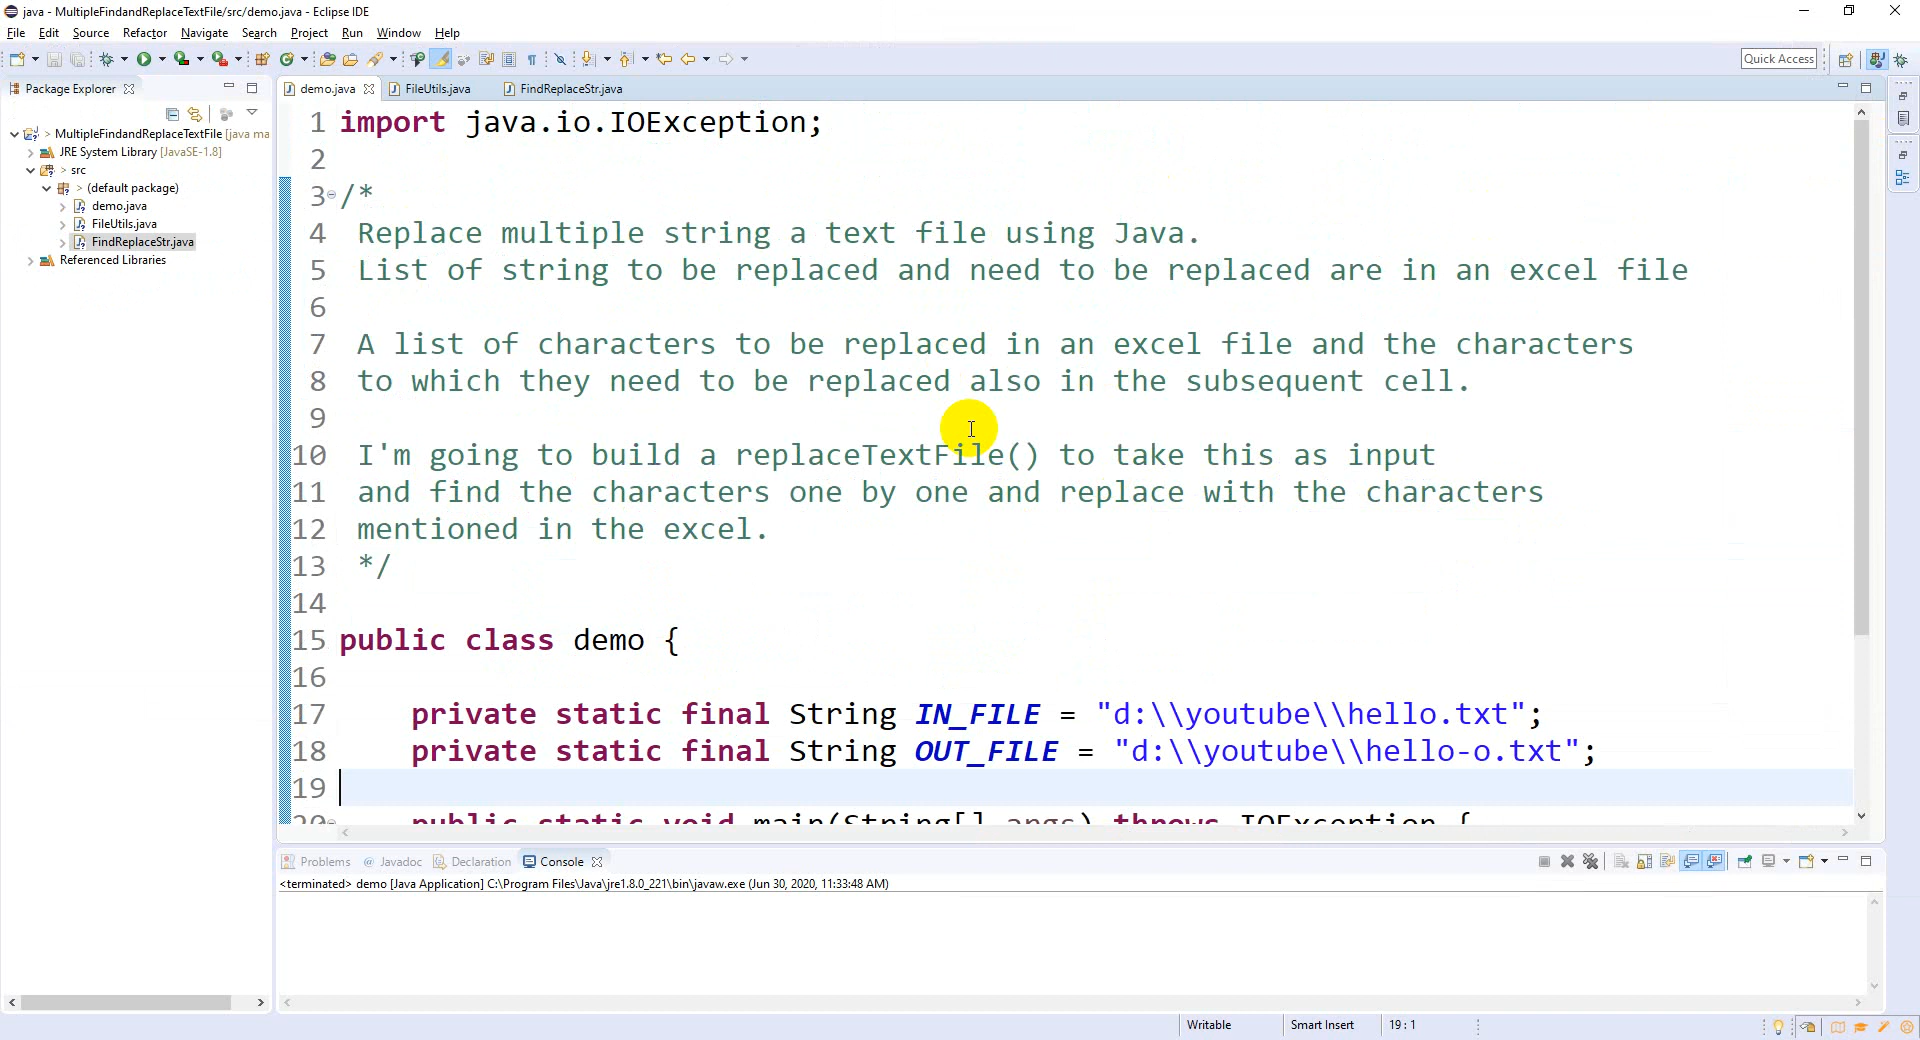 java - MultipleFindandReplaceTextFile/src/demo.java - Eclipse IDE
File Edit Source Refactor Navigate Search Project Run Window Help
Quick Access
Package Explorer
MultipleFindandReplaceTextFile [java ma
JRE System Library [JavaSE-1.8]
src
(default package)
demo.java
FileUtils.java
FindReplaceStr.java
Referenced Libraries
demo.java FileUtils.java FindReplaceStr.java
1 import java.io.IOException;
2
3 /*
4 Replace multiple string a text file using Java.
5 List of string to be replaced and need to be replaced are in an excel file
6
7 A list of characters to be replaced in an excel file and the characters
8 to which they need to be replaced also in the subsequent cell.
9
10 I'm going to build a replaceTextFile() to take this as input
11 and find the characters one by one and replace with the characters
12 mentioned in the excel.
13 */
14
15 public class demo {
16
17 private static final String IN_FILE = "d:\\youtube\\hello.txt";
18 private static final String OUT_FILE = "d:\\youtube\\hello-o.txt";
19
20 public static void main(String[] args) throws IOException {
Problems Javadoc Declaration Console
<terminated> demo [Java Application] C:\Program Files\Java\jre1.8.0_221\bin\javaw.exe (Jun 30, 2020, 11:33:48 AM)
Writable Smart Insert 19 : 1